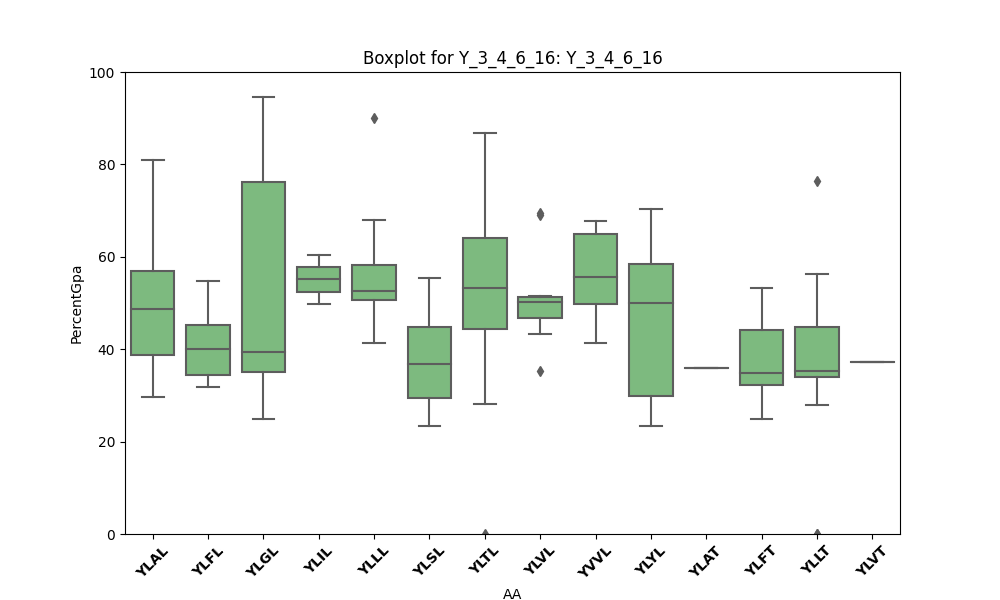 Boxplot for Y_3_4_6_16: Y_3_4_6_16
100
80
60
40
20
0
PercentGpa
YLAL YLFL YLGL YLIL YLLL YLSL YLTL YLVL YVVL YLYL YLAT YLFT YLLT YLVT
AA